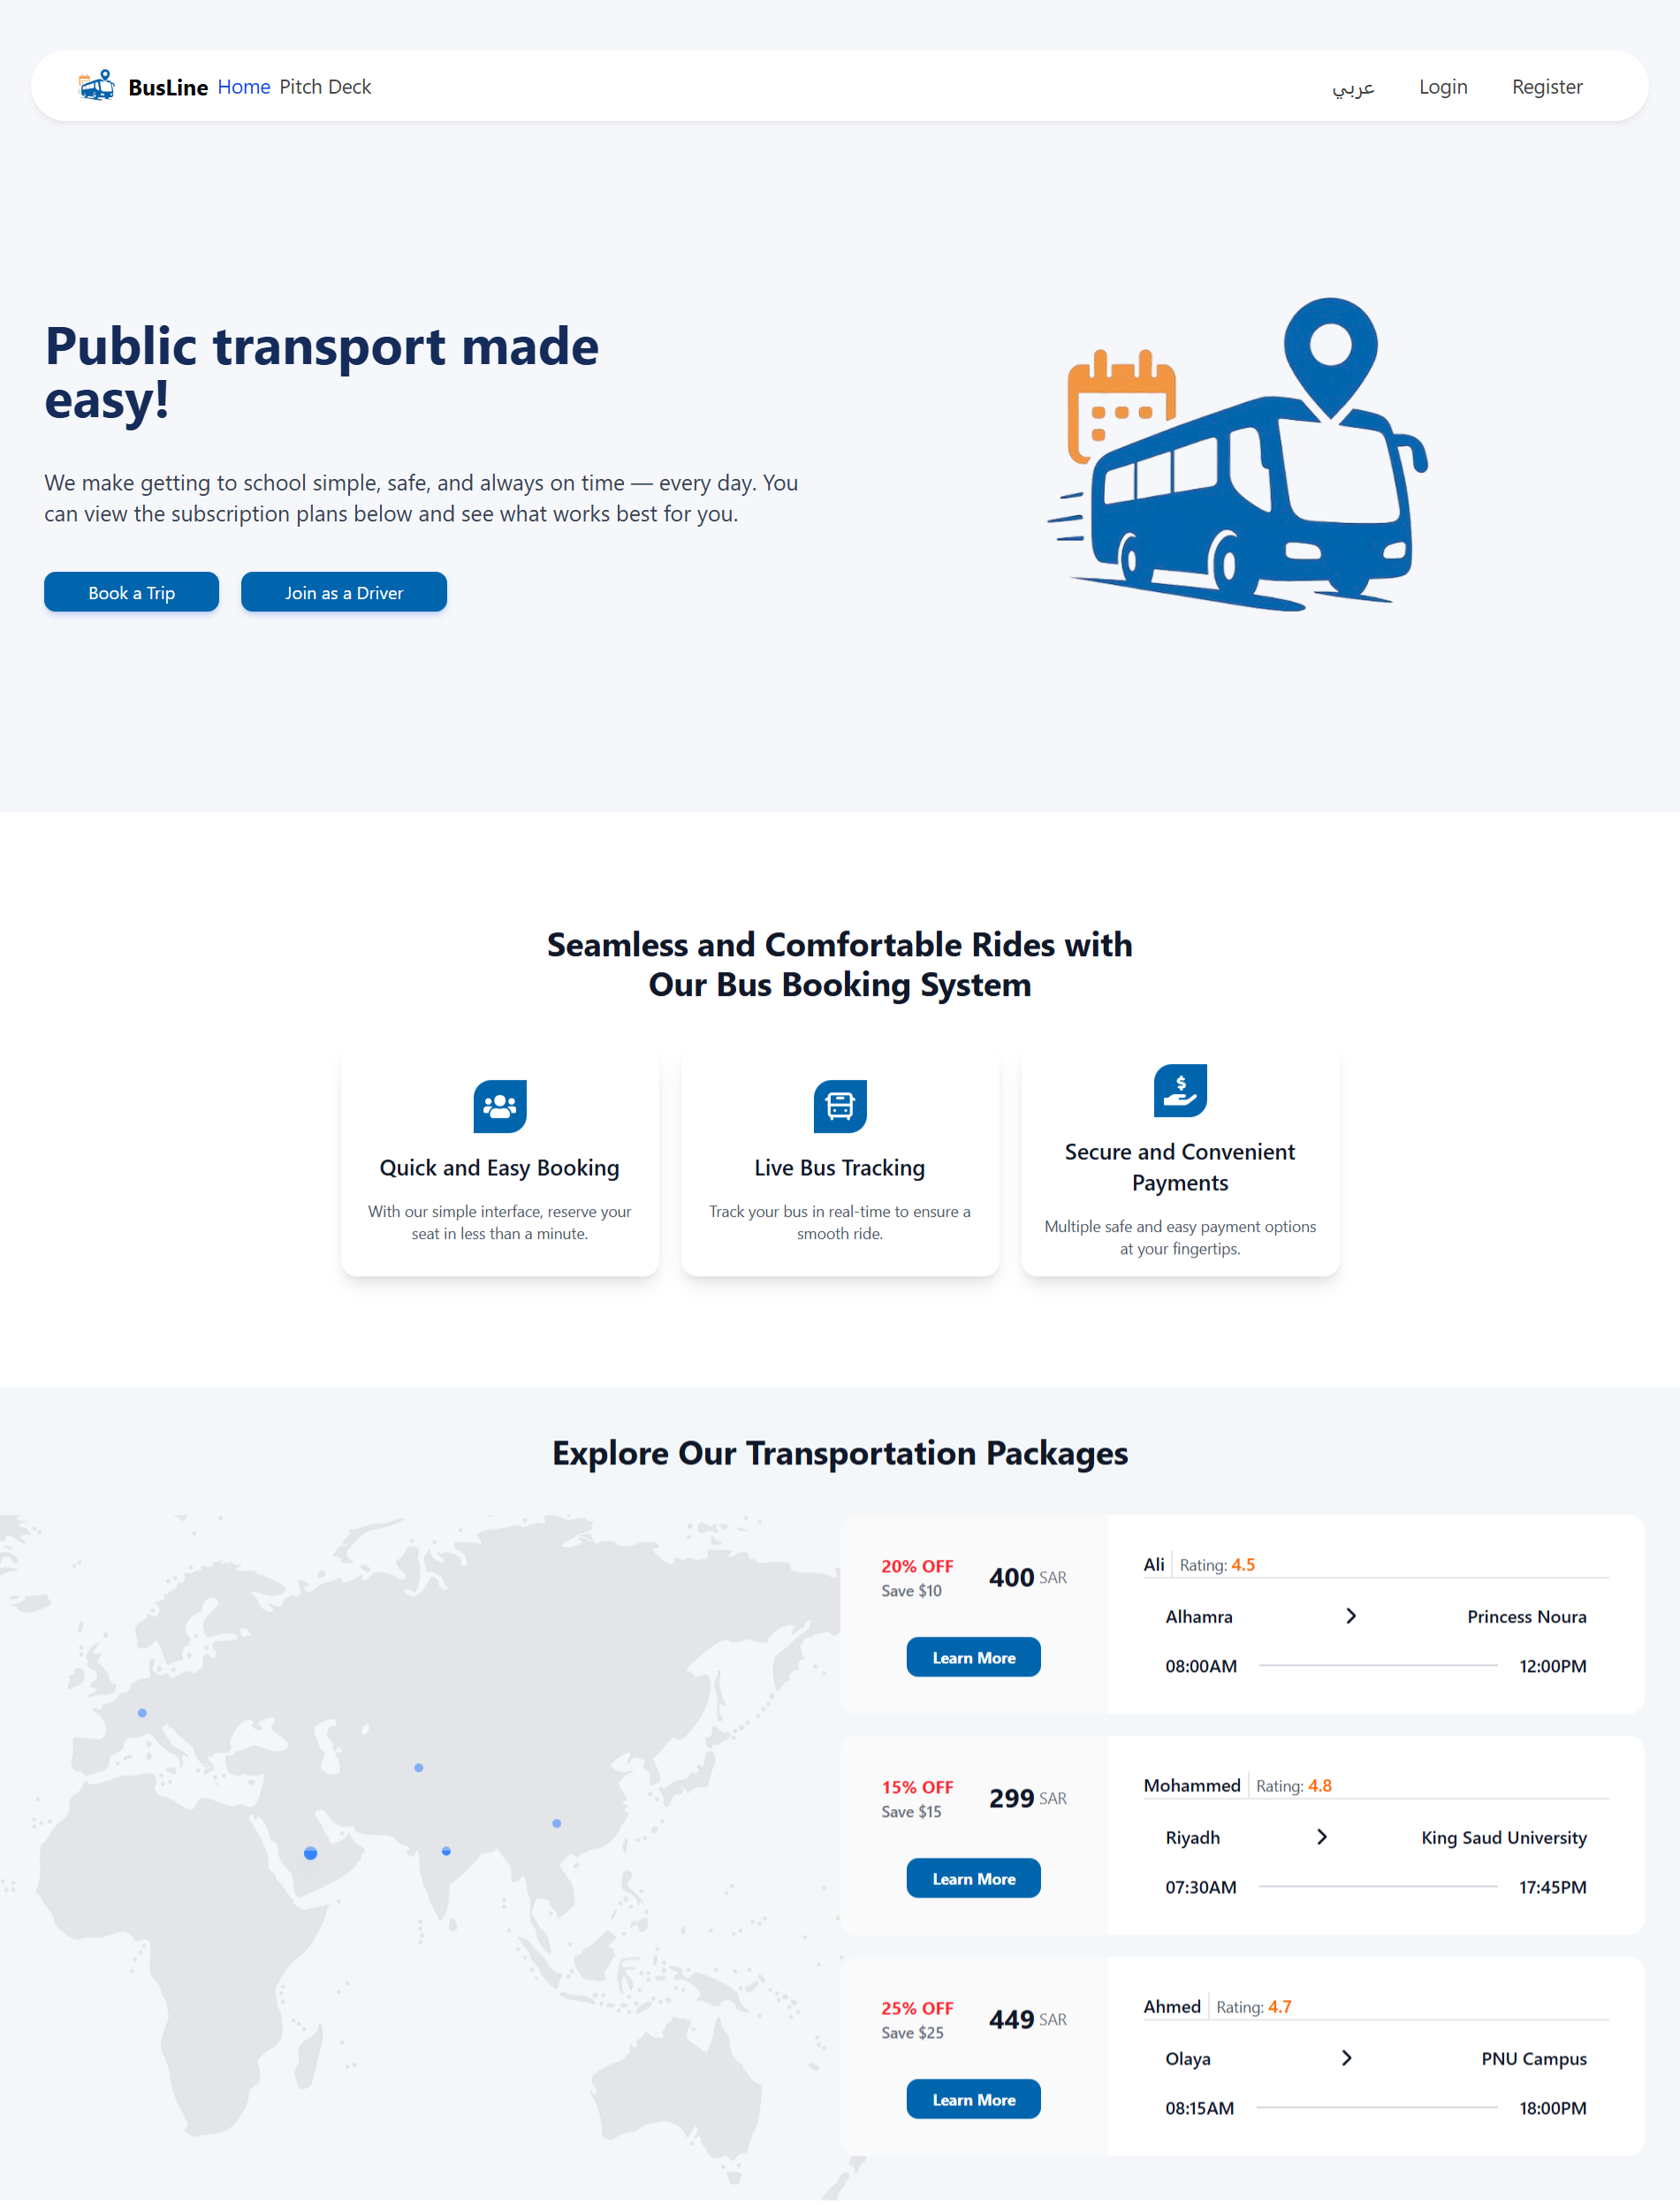 BusLine Home Pitch Deck عربي Login Register
Public transport made
easy!
We make getting to school simple, safe, and always on time — every day. You
can view the subscription plans below and see what works best for you.
Book a Trip Join as a Driver
Seamless and Comfortable Rides with
Our Bus Booking System
Quick and Easy Booking
With our simple interface, reserve your
seat in less than a minute.
Live Bus Tracking
Track your bus in real-time to ensure a
smooth ride.
Secure and Convenient
Payments
Multiple safe and easy payment options
at your fingertips.
Explore Our Transportation Packages
20% OFF
Save $10
400 SAR
Learn More
Ali Rating: 4.5
Alhamra Princess Noura
08:00AM 12:00PM
15% OFF
Save $15
299 SAR
Learn More
Mohammed Rating: 4.8
Riyadh King Saud University
07:30AM 17:45PM
25% OFF
Save $25
449 SAR
Learn More
Ahmed Rating: 4.7
Olaya PNU Campus
08:15AM 18:00PM